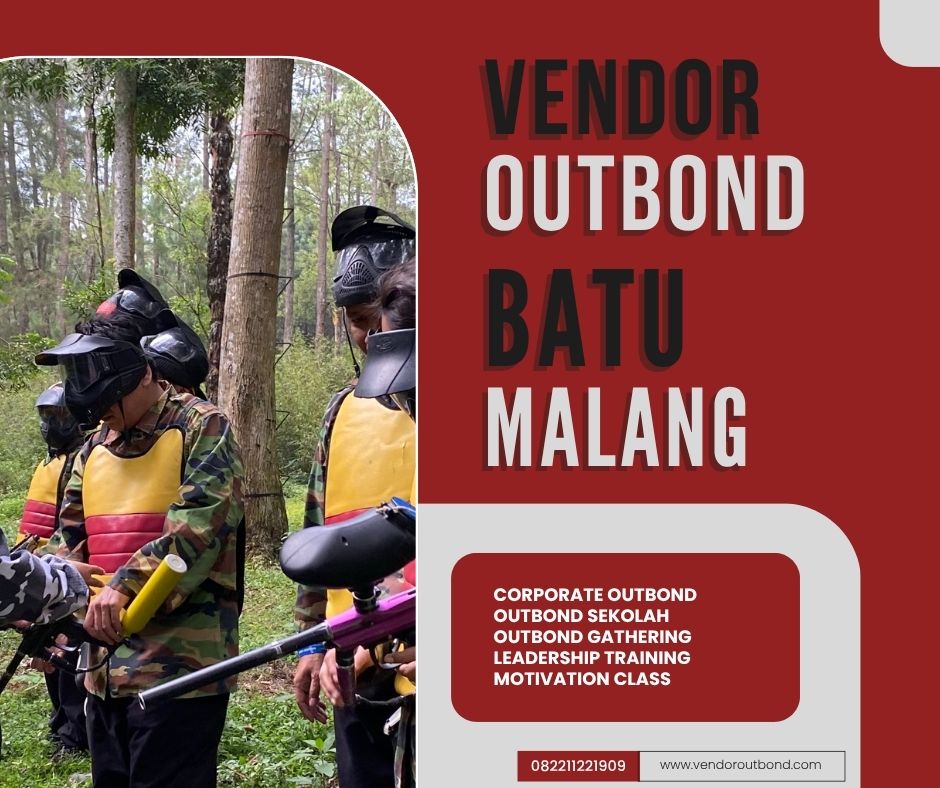 VENDOR
OUTBOND
BATU
MALANG
CORPORATE OUTBOND
OUTBOND SEKOLAH
OUTBOND GATHERING
LEADERSHIP TRAINING
MOTIVATION CLASS
082211221909 www.vendoroutbond.com